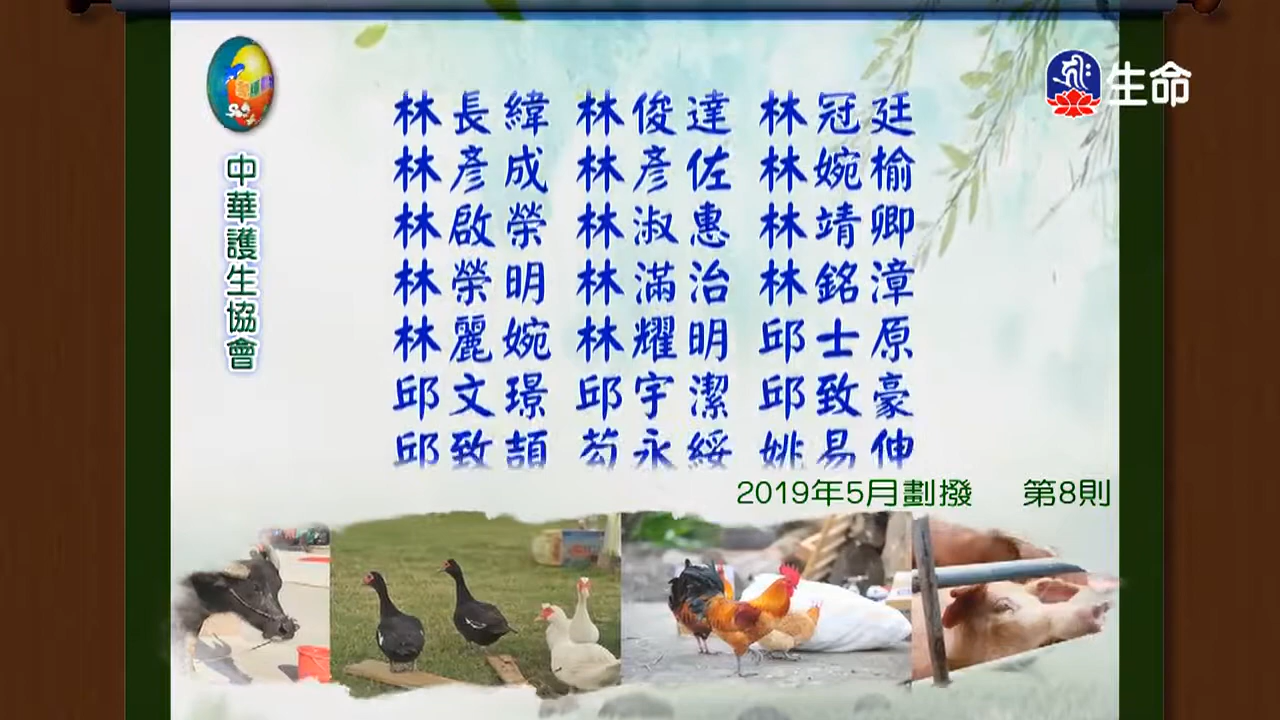 生命
中華護生協會
林長緯 林俊達 林冠廷
林彥成 林彥佐 林婉榆
林啟榮 林淑惠 林靖卿
林榮明 林滿治 林銘漳
林麗婉 林耀明 邱士原
邱文璟 邱宇潔 邱致豪
邱致頡 芶永綏 姚易伸
2019年5月劃撥 第8則